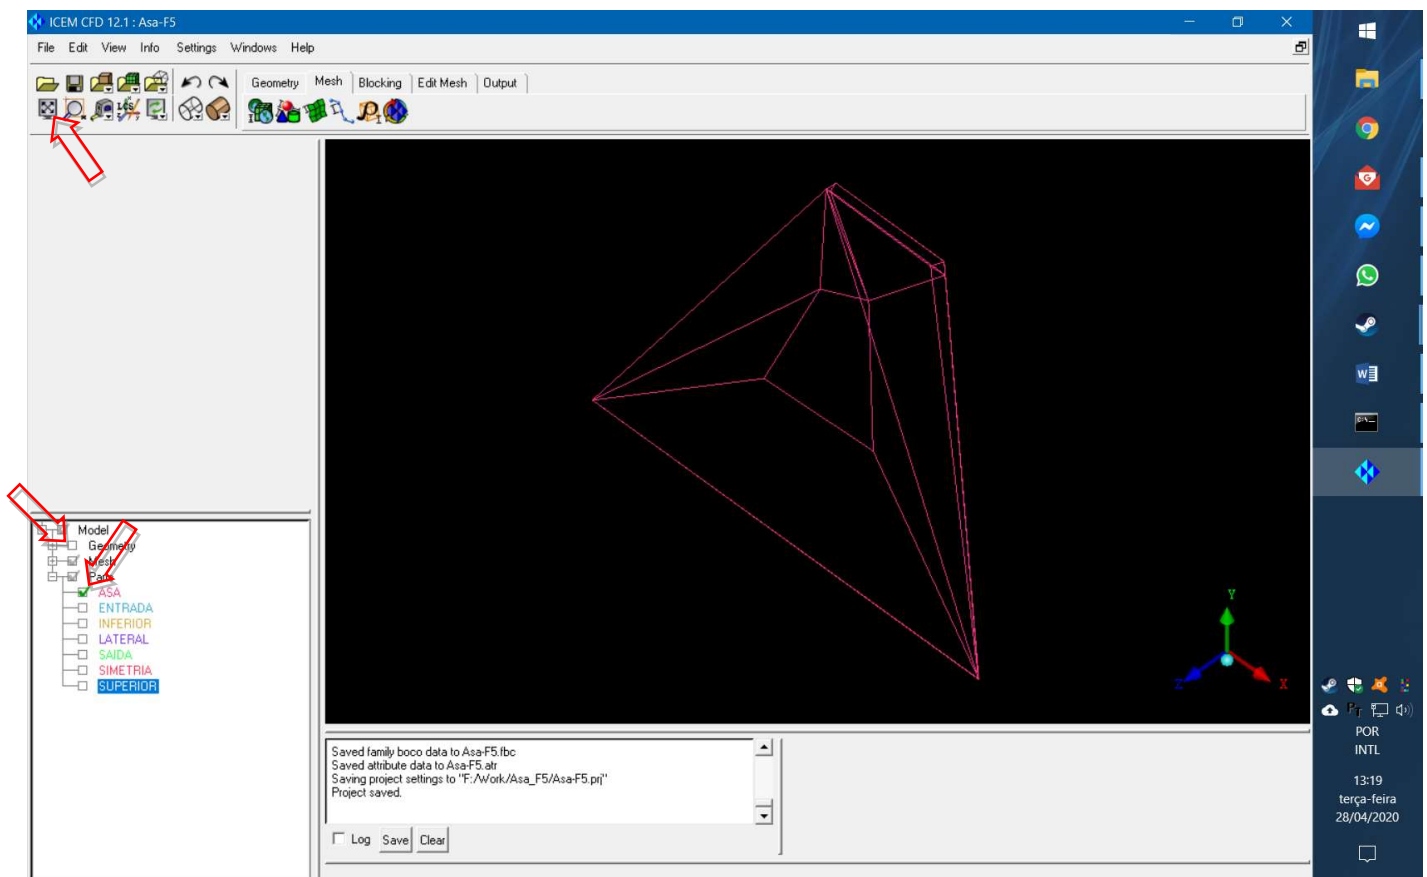 ICEM CFD 12.1 : Asa-F5
File Edit View Info Settings Windows Help
Geometry Mesh Blocking Edit Mesh Output
Model
Geometry
Mesh
Parts
ASA
ENTRADA
INFERIOR
LATERAL
SAIDA
SIMETRIA
SUPERIOR
Y
Z
X
Saved family boco data to Asa-F5.fbc
Saved attribute data to Asa-F5.atr
Saving project settings to "F:/Work/Asa_F5/Asa-F5.prj"
Project saved.
Log Save Clear
POR
INTL
13:19
terça-feira
28/04/2020